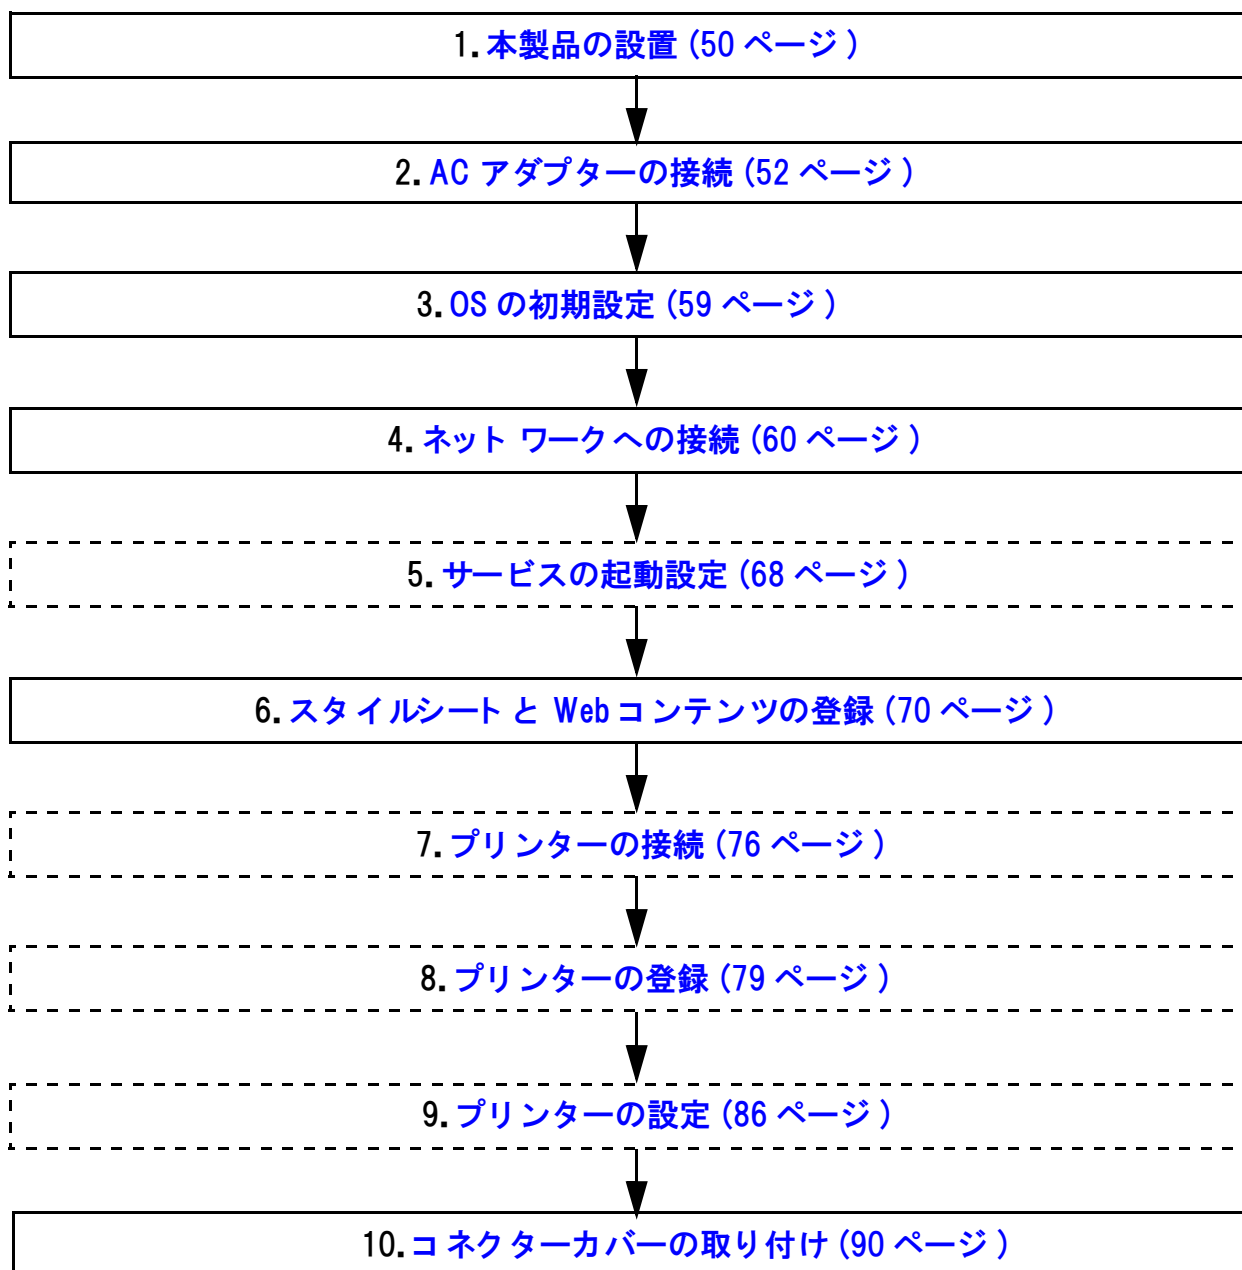 1. 本製品の設置 (50 ページ )
2. AC アダプターの接続 (52 ページ )
3. OS の初期設定 (59 ページ )
4. ネットワークへの接続 (60 ページ )
5. サービスの起動設定 (68 ページ )
6. スタイルシートと Web コンテンツの登録 (70 ページ )
7. プリンターの接続 (76 ページ )
8. プリンターの登録 (79 ページ )
9. プリンターの設定 (86 ページ )
10. コネクターカバーの取り付け (90 ページ )